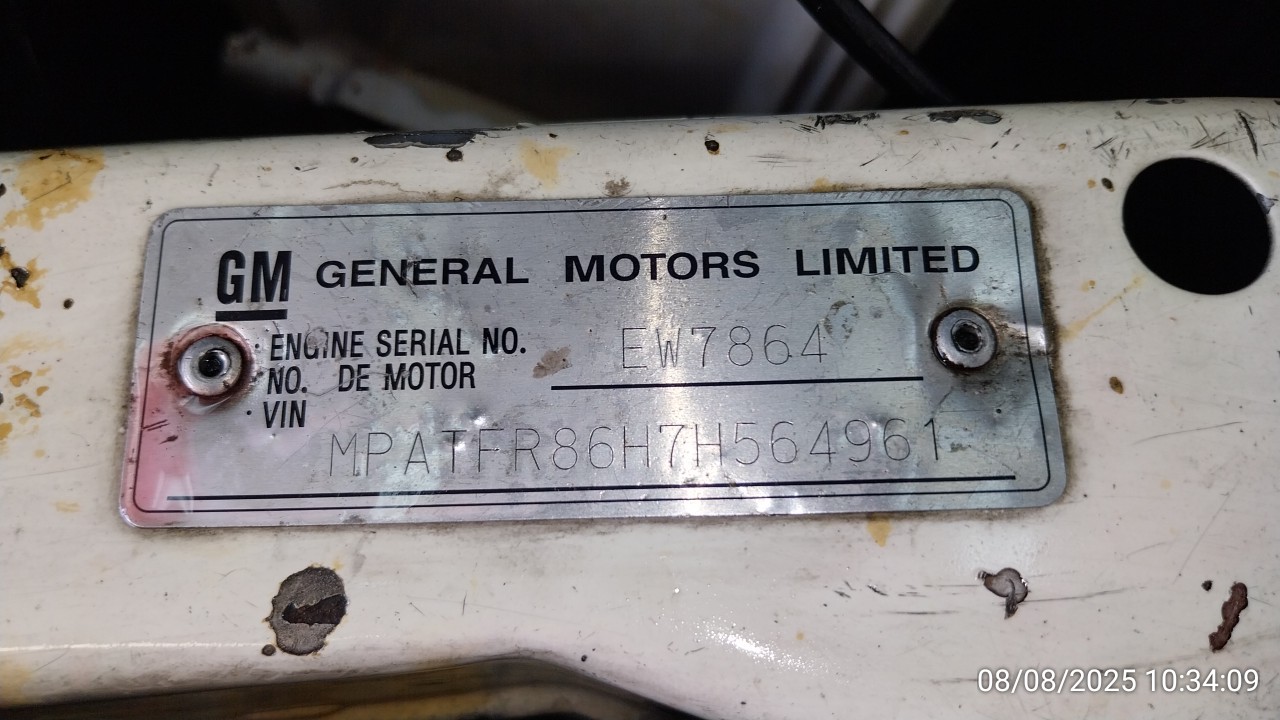 GM GENERAL MOTORS LIMITED
ENGINE SERIAL NO. EW7864
NO. DE MOTOR
VIN
MPATFR86H7H564961
08/08/2025 10:34:09